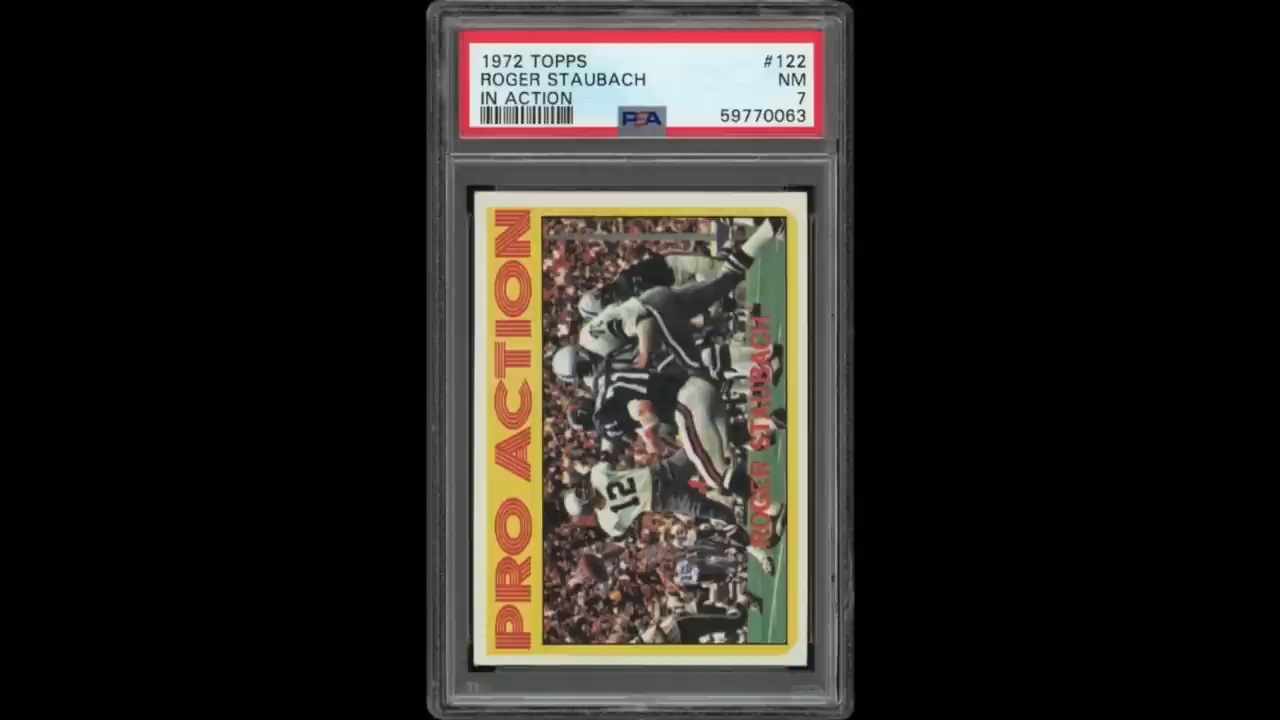 1972 TOPPS #122
ROGER STAUBACH NM
IN ACTION 7
PSA 59770063
PRO ACTION
12
ROGER STAUBACH